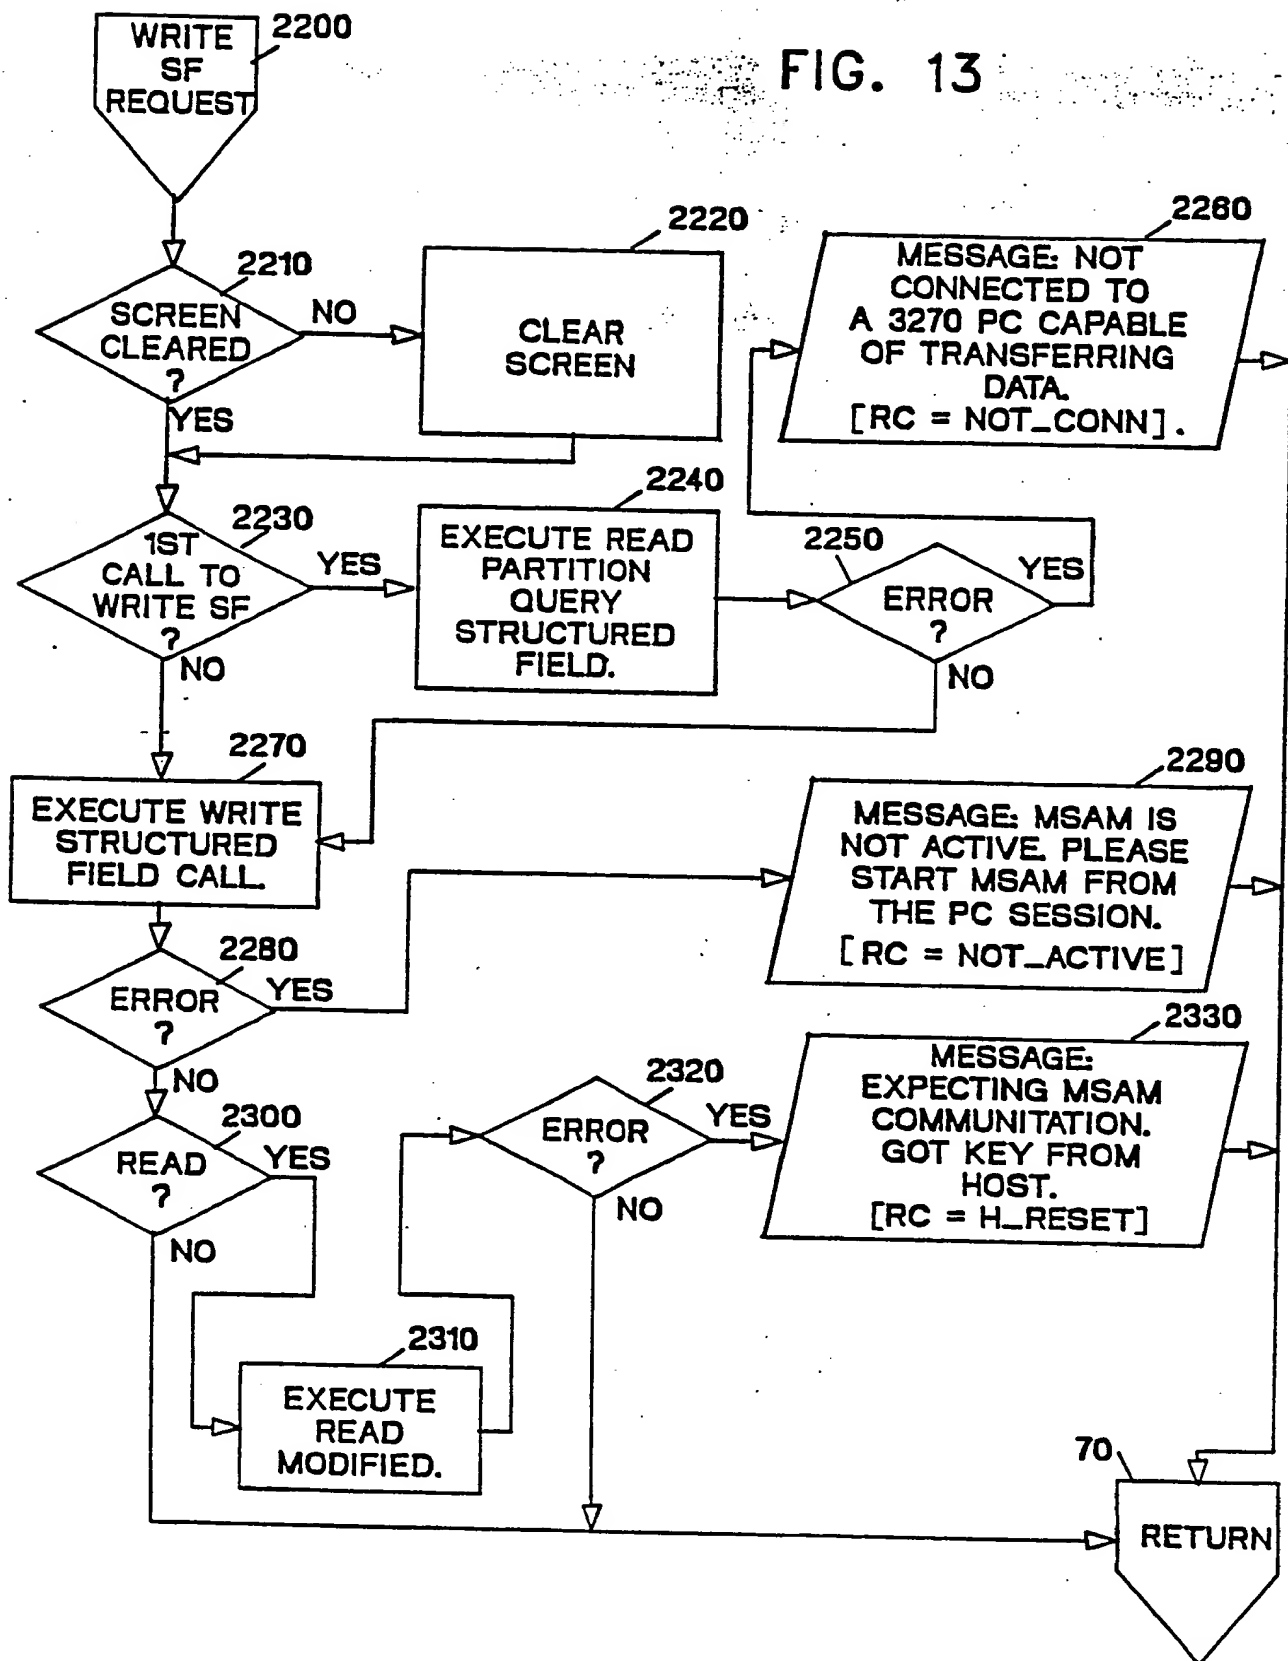 WRITE
SF
REQUEST
2200
FIG. 13
2210
SCREEN
CLEARED
?
NO
YES
2220
CLEAR
SCREEN
2260
MESSAGE: NOT
CONNECTED TO
A 3270 PC CAPABLE
OF TRANSFERRING
DATA.
[RC = NOT_CONN].
2230
1ST
CALL TO
WRITE SF
?
YES
NO
2240
EXECUTE READ
PARTITION
QUERY
STRUCTURED
FIELD.
2250
ERROR
?
YES
NO
2270
EXECUTE WRITE
STRUCTURED
FIELD CALL.
2290
MESSAGE: MSAM IS
NOT ACTIVE. PLEASE
START MSAM FROM
THE PC SESSION.
[RC = NOT_ACTIVE]
2280
ERROR
?
YES
NO
2300
READ
?
YES
NO
2320
ERROR
?
YES
NO
2330
MESSAGE:
EXPECTING MSAM
COMMUNITATION.
GOT KEY FROM
HOST.
[RC = H_RESET]
2310
EXECUTE
READ
MODIFIED.
70
RETURN